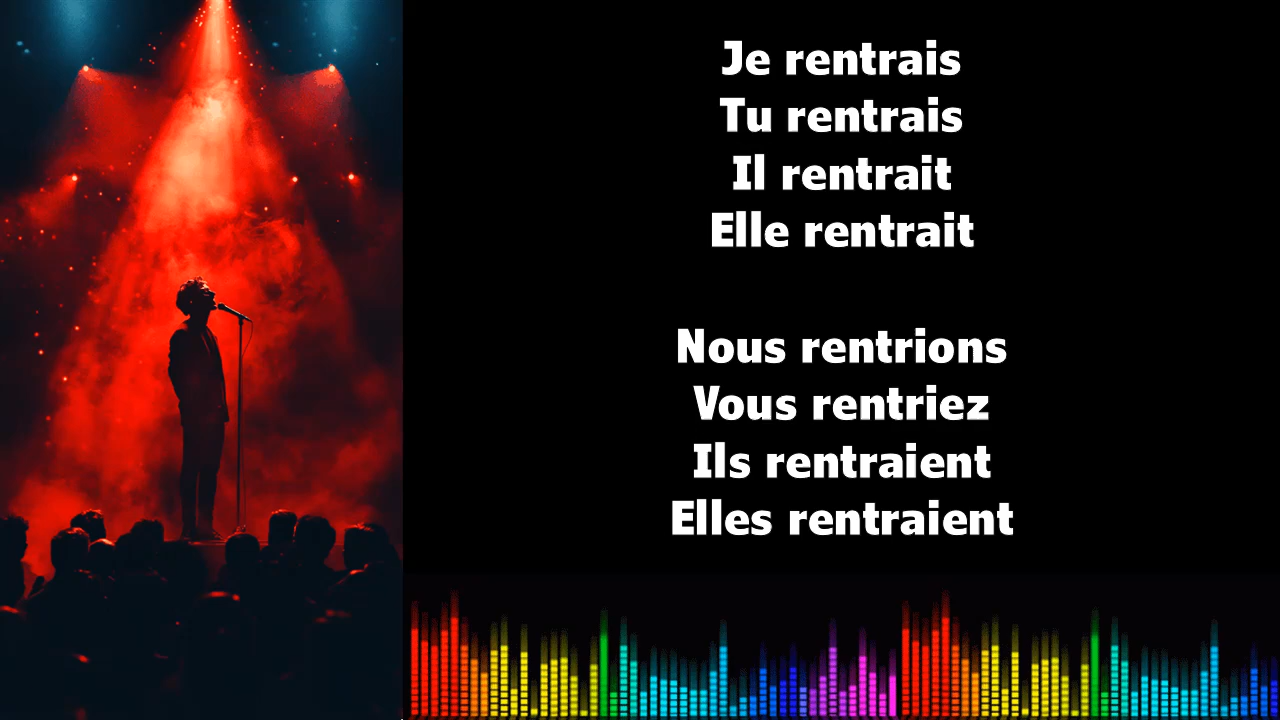 Je rentrais
Tu rentrais
Il rentrait
Elle rentrait
Nous rentrions
Vous rentriez
Ils rentraient
Elles rentraient